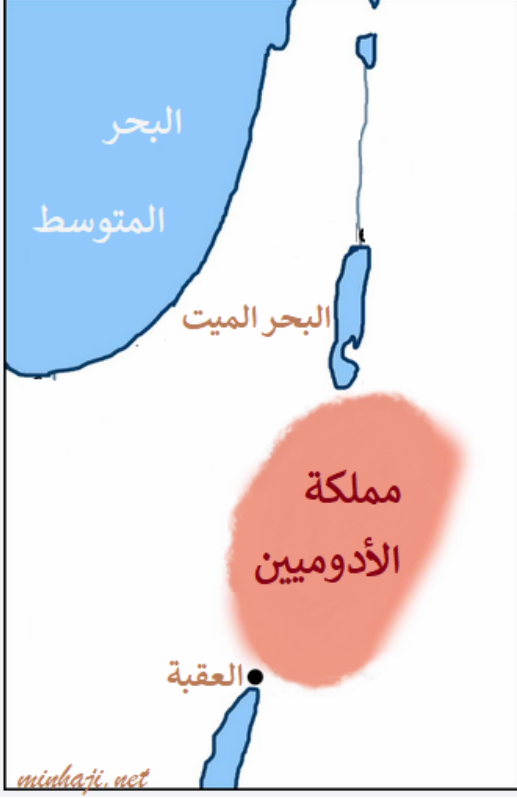 البحر
المتوسط
البحر الميت
مملكة
الأدوميين
العقبة
minhaji.net